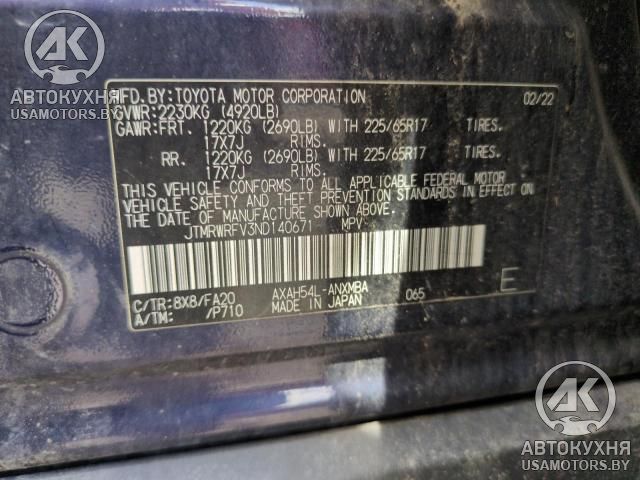 AK
АВТОКУХНЯ
USAMOTORS.BY
MFD.BY:TOYOTA MOTOR CORPORATION 02/22
GVWR:2230KG (4920LB)
GAWR:FRT. 1220KG (2690LB) WITH 225/65R17 TIRES.
17X7J RIMS.
RR. 1220KG (2690LB) WITH 225/65R17 TIRES.
17X7J RIMS.
THIS VEHICLE CONFORMS TO ALL APPLICABLE FEDERAL MOTOR
VEHICLE SAFETY AND THEFT PREVENTION STANDARDS IN EFFECT ON
THE DATE OF MANUFACTURE SHOWN ABOVE.
JTMRWRFV3ND140671 MPV
C/TR:8X8/FA20 AXAH54L-ANXMBA 065 E
A/TM: /P710 MADE IN JAPAN
AK
АВТОКУХНЯ
USAMOTORS.BY